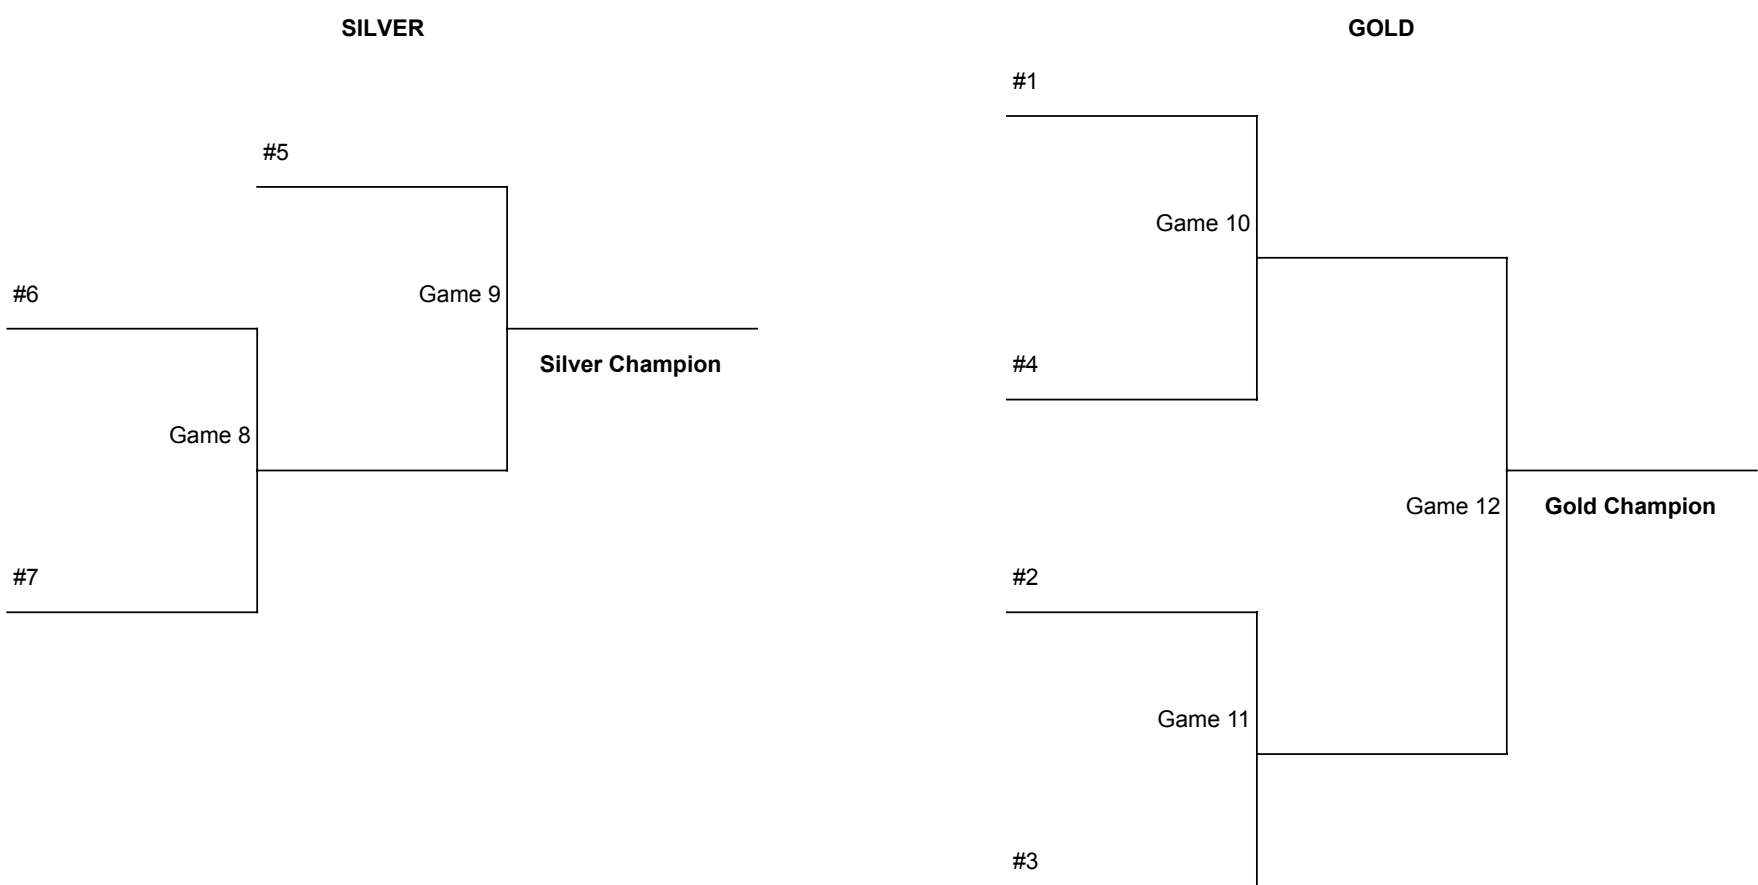 SILVER
#5
#6
Game 9
Silver Champion
Game 8
#7
GOLD
#1
Game 10
#4
Game 12
Gold Champion
#2
Game 11
#3